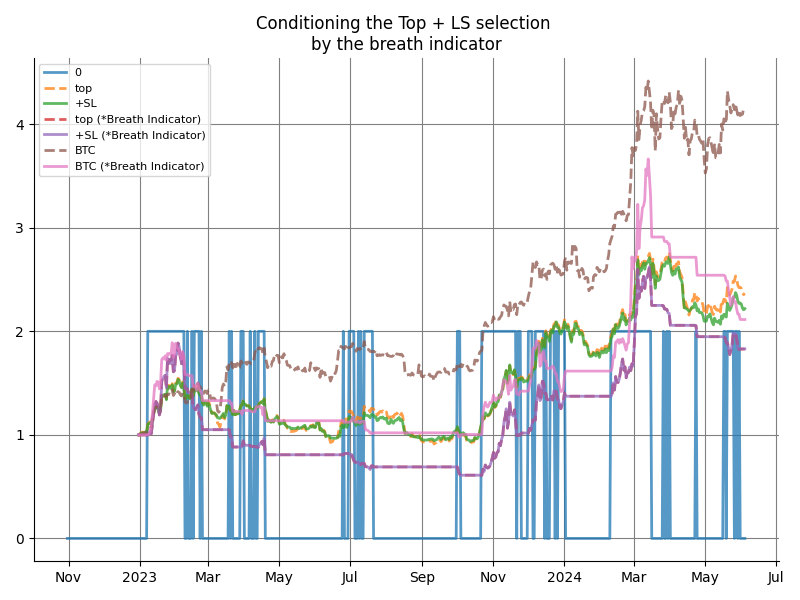 Conditioning the Top + LS selection
by the breath indicator
0
top
+SL
top (*Breath Indicator)
+SL (*Breath Indicator)
BTC
BTC (*Breath Indicator)
4
3
2
1
0
Nov 2023 Mar May Jul Sep Nov 2024 Mar May Jul